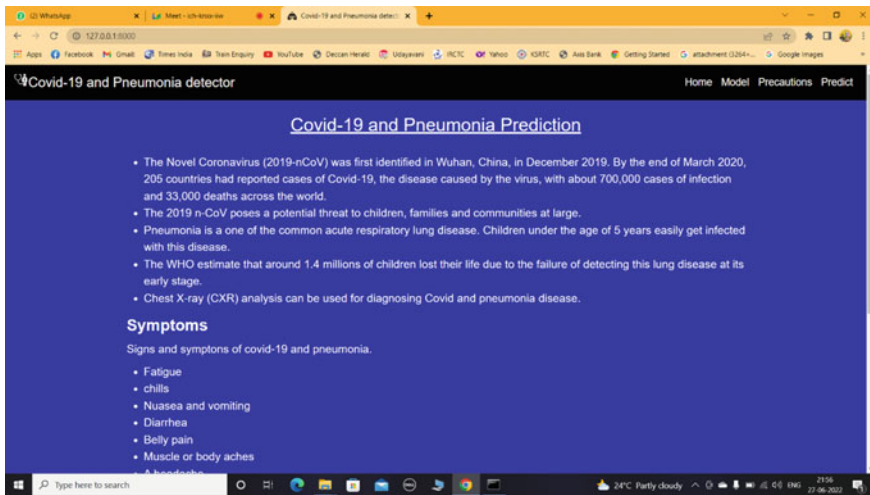 (2) WhatsApp
Meet - ich-knsx-iiw
Covid-19 and Pneumonia detect
127.0.0.1:8000
Apps Facebook Gmail Times India Train Enquiry YouTube Deccan Herald Udayavani IRCTC Yahoo KSRTC Axis Bank Getting Started attachment (3264×... Google Images
Covid-19 and Pneumonia detector
Home Model Precautions Predict
Covid-19 and Pneumonia Prediction
• The Novel Coronavirus (2019-nCoV) was first identified in Wuhan, China, in December 2019. By the end of March 2020,
205 countries had reported cases of Covid-19, the disease caused by the virus, with about 700,000 cases of infection
and 33,000 deaths across the world.
• The 2019 n-CoV poses a potential threat to children, families and communities at large.
• Pneumonia is a one of the common acute respiratory lung disease. Children under the age of 5 years easily get infected
with this disease.
• The WHO estimate that around 1.4 millions of children lost their life due to the failure of detecting this lung disease at its
early stage.
• Chest X-ray (CXR) analysis can be used for diagnosing Covid and pneumonia disease.
Symptoms
Signs and symptons of covid-19 and pneumonia.
• Fatigue
• chills
• Nuasea and vomiting
• Diarrhea
• Belly pain
• Muscle or body aches
• A headache
Type here to search
24°C Partly cloudy
ENG
21:56
27-06-2022